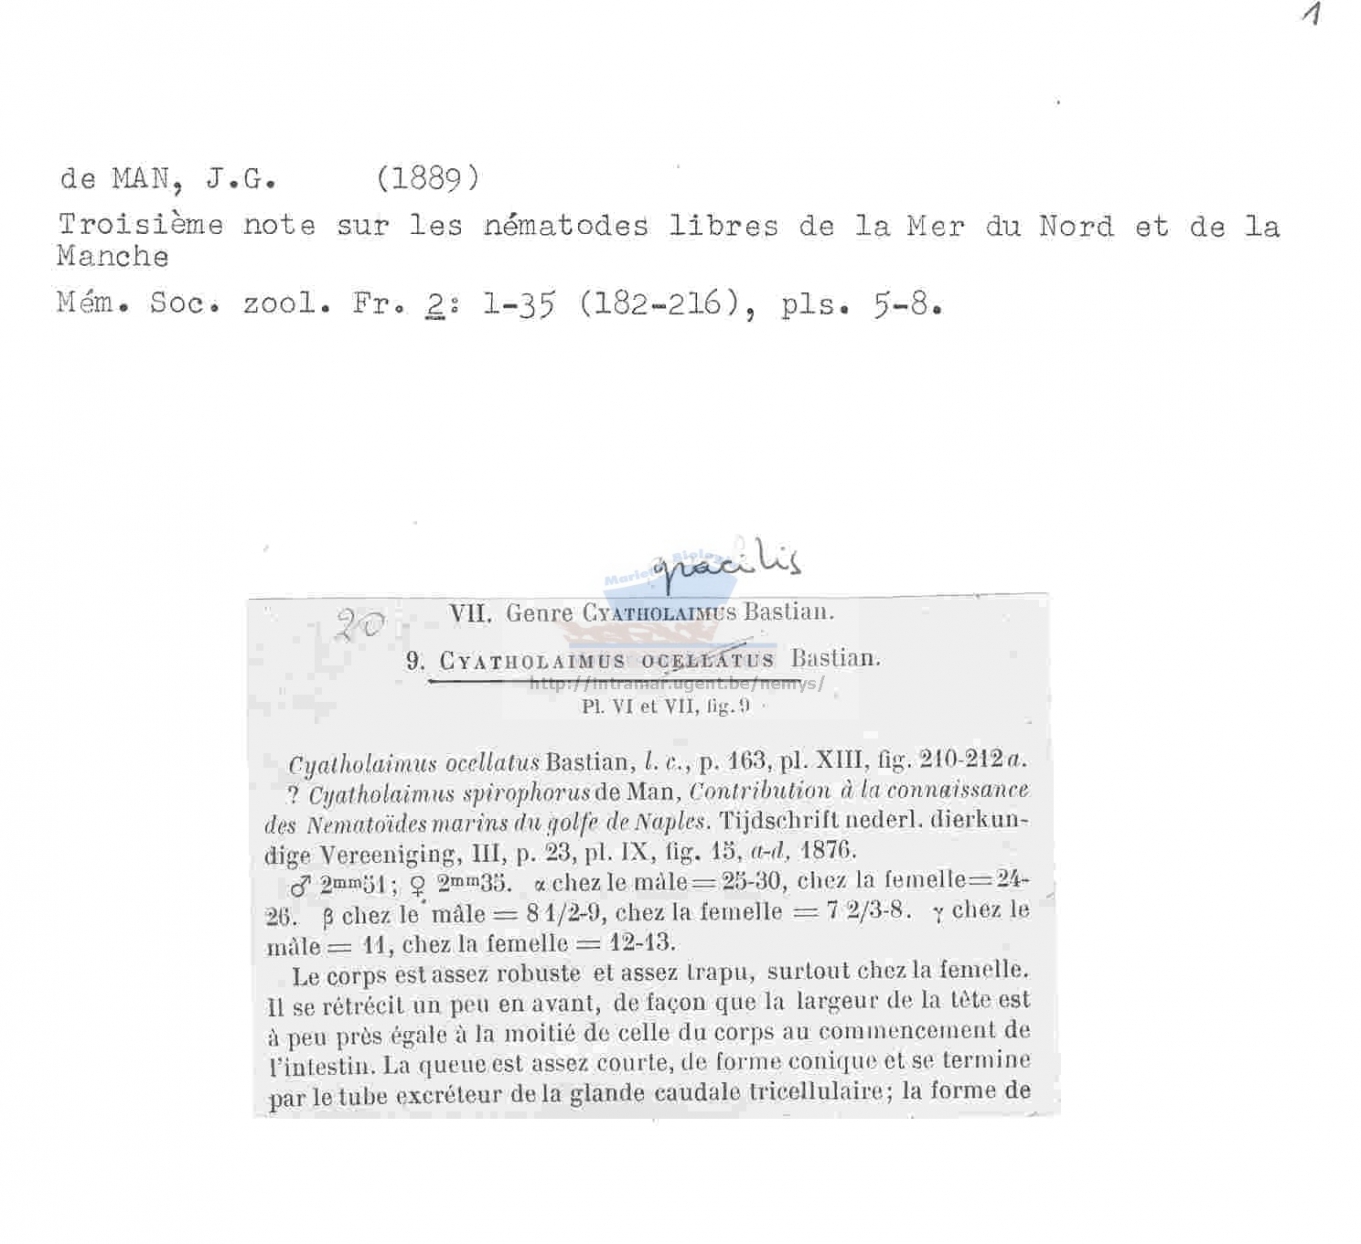 1
de MAN, J.G. (1889)
Troisième note sur les nématodes libres de la Mer du Nord et de la
Manche
Mém. Soc. zool. Fr. 2: 1-35 (182-216), pls. 5-8.
gracilis
20
VII. Genre CYATHOLAIMUS Bastian.
9. CYATHOLAIMUS OCELLATUS Bastian.
http://intramar.ugent.be/nemys/
Pl. VI et VII, fig. 9
Cyatholaimus ocellatus Bastian, l. c., p. 163, pl. XIII, fig. 210-212 a.
? Cyatholaimus spirophorus de Man, Contribution à la connaissance
des Nematoïdes marins du golfe de Naples. Tijdschrift nederl. dierkun-
dige Vereeniging, III, p. 23, pl. IX, fig. 15, a-d, 1876.
♂ 2mm51; ♀ 2mm35. α chez le mâle = 25-30, chez la femelle = 24-
26. β chez le mâle = 8 1/2-9, chez la femelle = 7 2/3-8. γ chez le
mâle = 11, chez la femelle = 12-13.
Le corps est assez robuste et assez trapu, surtout chez la femelle.
Il se rétrécit un peu en avant, de façon que la largeur de la tête est
à peu près égale à la moitié de celle du corps au commencement de
l'intestin. La queue est assez courte, de forme conique et se termine
par le tube excréteur de la glande caudale tricellulaire; la forme de